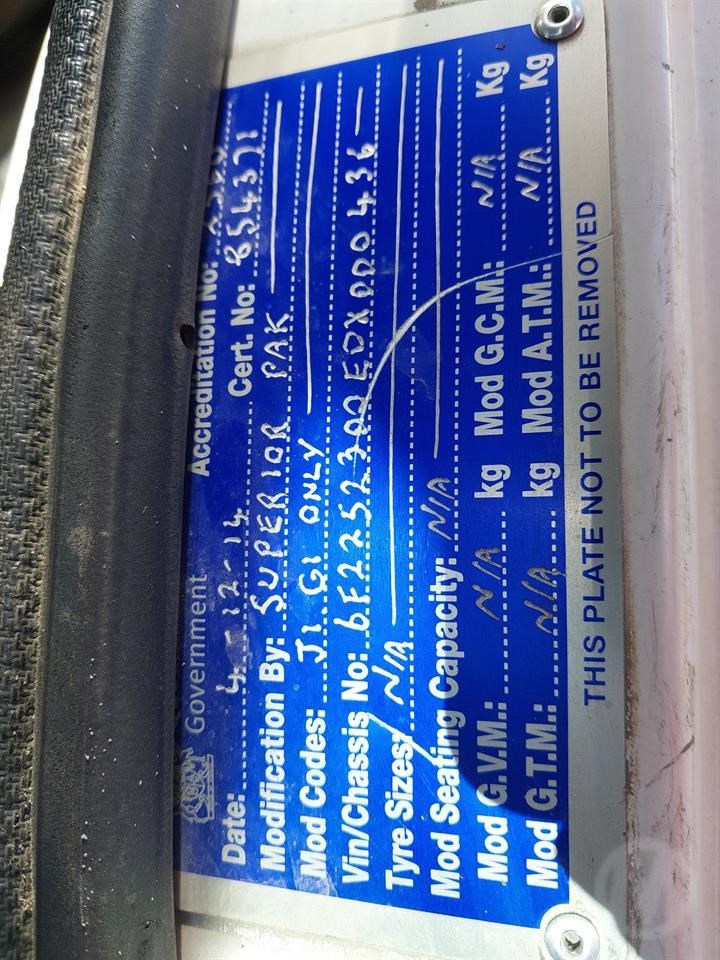 Government Accreditation No:
Date: 4-12-14 Cert. No: 854371
Modification By: SUPERIOR PAK
Mod Codes: J1 G1 ONLY
Vin/Chassis No:
Tyre Sizes: N/A
Mod Seating Capacity: N/A
Mod G.V.M.: N/A kg Mod G.C.M.: N/A Kg
Mod G.T.M.: N/A kg Mod A.T.M.: N/A Kg
THIS PLATE NOT TO BE REMOVED